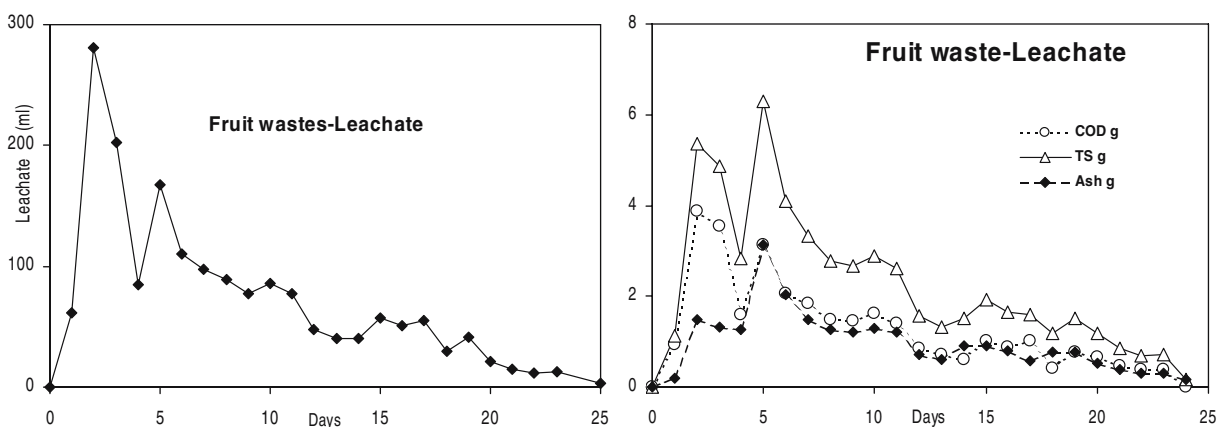 300
200
100
0
Leachate (ml)
Fruit wastes-Leachate
0 5 10 15 20 25
Days
8
6
4
2
0
Fruit waste-Leachate
COD g
TS g
Ash g
0 5 10 15 20 25
Days